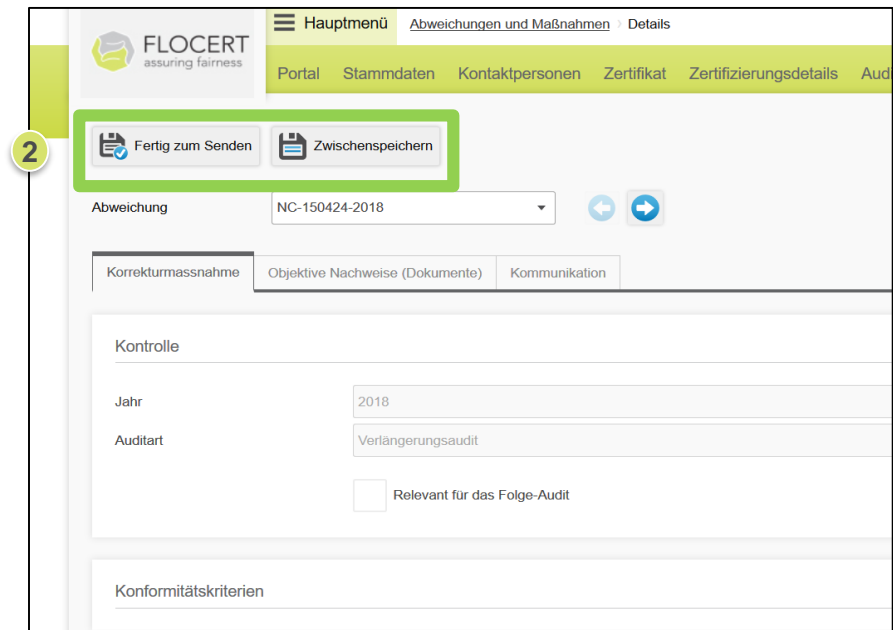 Hauptmenü Abweichungen und Maßnahmen Details
FLOCERT
assuring fairness
Portal Stammdaten Kontaktpersonen Zertifikat Zertifizierungsdetails Audi
2 Fertig zum Senden Zwischenspeichern
Abweichung NC-150424-2018
Korrekturmassnahme Objektive Nachweise (Dokumente) Kommunikation
Kontrolle
Jahr 2018
Auditart Verlängerungsaudit
Relevant für das Folge-Audit
Konformitätskriterien